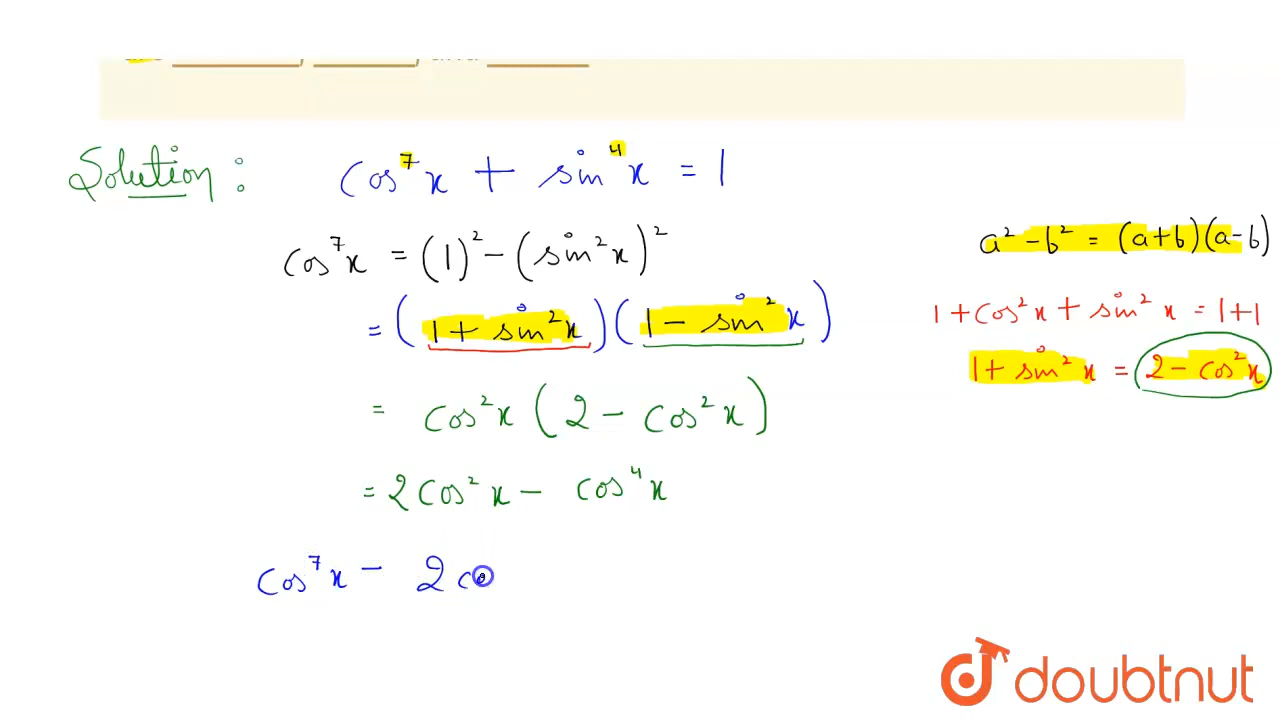 Solution : cos⁷x + sin⁴x = 1
cos⁷x = (1)² − (sin²x)²
= (1 + sin²x)(1 − sin²x)
= cos²x (2 − cos²x)
= 2cos²x − cos⁴x
cos⁷x − 2co
a² − b² = (a+b)(a−b)
1 + cos²x + sin²x = 1+1
1 + sin²x = 2 − cos²x
doubtnut